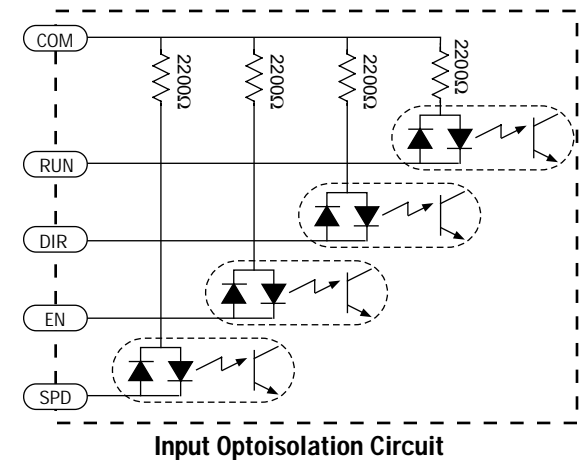 COM
2200Ω
2200Ω
2200Ω
2200Ω
RUN
DIR
EN
SPD
Input Optoisolation Circuit